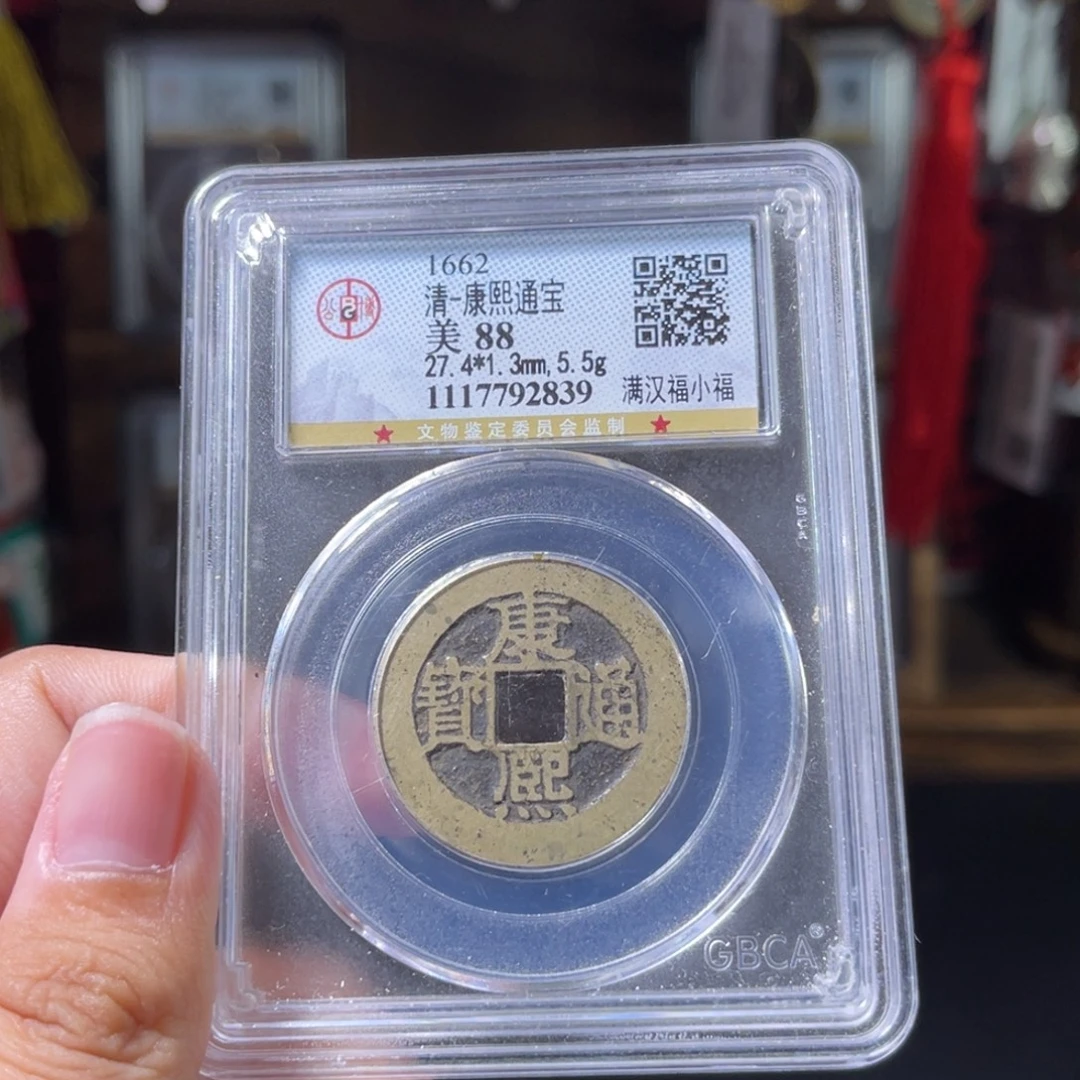 1662
清-康熙通宝
美 88
27.4*1.3mm,5.5g
1117792839 满汉福小福
文物鉴定委员会监制
康
寶 通
熙
GBCA®